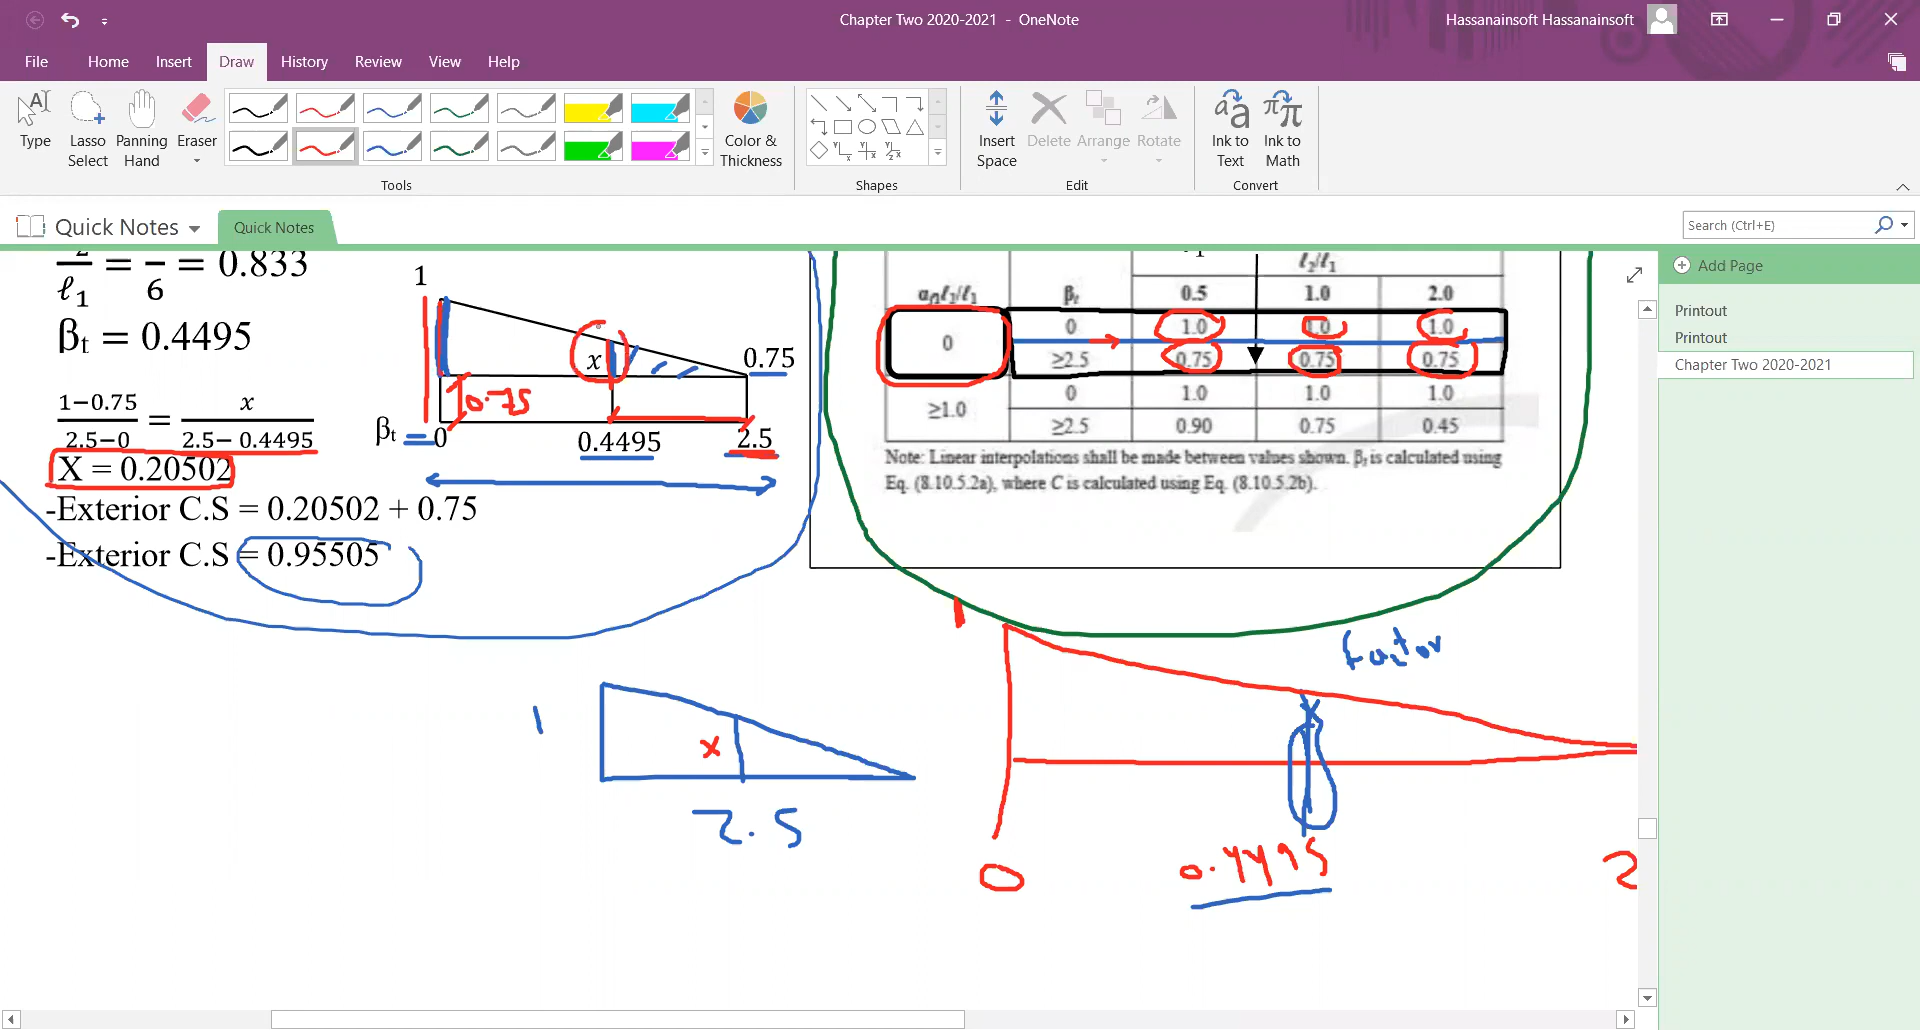 Chapter Two 2020-2021 - OneNote
Hassanainsoft Hassanainsoft
File Home Insert Draw History Review View Help
Type
Lasso Select
Panning Hand
Eraser
Color & Thickness
Insert Space
Delete
Arrange
Rotate
Ink to Text
Ink to Math
Tools
Shapes
Edit
Convert
Quick Notes
Quick Notes
Search (Ctrl+E)
Add Page
Printout
Printout
Chapter Two 2020-2021
ℓ1 = 6 = 0.833
βt = 0.4495
1−0.75 / 2.5−0 = x / 2.5− 0.4495
X = 0.20502
-Exterior C.S = 0.20502 + 0.75
-Exterior C.S = 0.95505
1
x
0.75
0.75
βt = 0
0.4495
2.5
ℓ2/ℓ1
αf1ℓ2/ℓ1 βt 0.5 1.0 2.0
0 0 1.0 1.0 1.0
≥2.5 0.75 0.75 0.75
≥1.0 0 1.0 1.0 1.0
≥2.5 0.90 0.75 0.45
Note: Linear interpolations shall be made between values shown. βt is calculated using
Eq. (8.10.5.2a), where C is calculated using Eq. (8.10.5.2b).
1
factor
1
x
2.5
x
0
0.4495
2